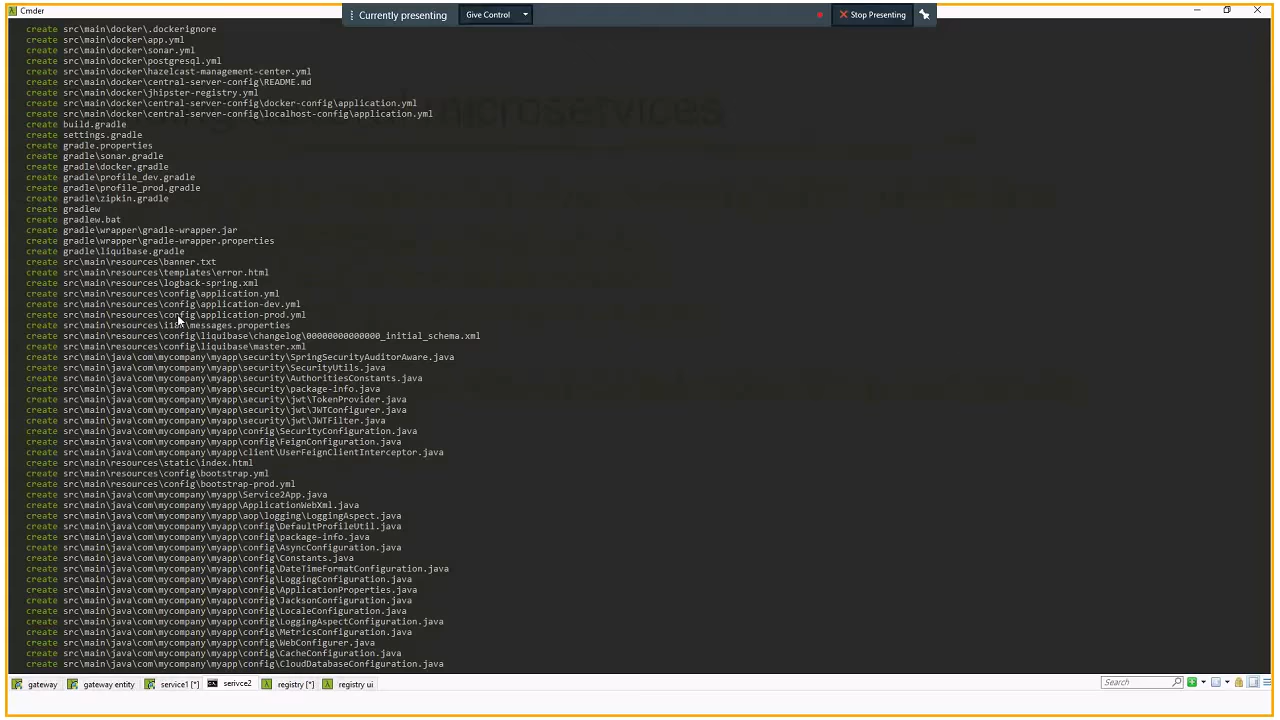 Cmder
Currently presenting
Give Control
Stop Presenting
create src\main\docker\.dockerignore
create src\main\docker\app.yml
create src\main\docker\sonar.yml
create src\main\docker\postgresql.yml
create src\main\docker\hazelcast-management-center.yml
create src\main\docker\central-server-config\README.md
create src\main\docker\jhipster-registry.yml
create src\main\docker\central-server-config\docker-config\application.yml
create src\main\docker\central-server-config\localhost-config\application.yml
create build.gradle
create settings.gradle
create gradle.properties
create gradle\sonar.gradle
create gradle\docker.gradle
create gradle\profile_dev.gradle
create gradle\profile_prod.gradle
create gradle\zipkin.gradle
create gradlew
create gradlew.bat
create gradle\wrapper\gradle-wrapper.jar
create gradle\wrapper\gradle-wrapper.properties
create gradle\liquibase.gradle
create src\main\resources\banner.txt
create src\main\resources\templates\error.html
create src\main\resources\logback-spring.xml
create src\main\resources\config\application.yml
create src\main\resources\config\application-dev.yml
create src\main\resources\config\application-prod.yml
create src\main\resources\i18n\messages.properties
create src\main\resources\config\liquibase\changelog\00000000000000_initial_schema.xml
create src\main\resources\config\liquibase\master.xml
create src\main\java\com\mycompany\myapp\security\SpringSecurityAuditorAware.java
create src\main\java\com\mycompany\myapp\security\SecurityUtils.java
create src\main\java\com\mycompany\myapp\security\AuthoritiesConstants.java
create src\main\java\com\mycompany\myapp\security\package-info.java
create src\main\java\com\mycompany\myapp\security\jwt\TokenProvider.java
create src\main\java\com\mycompany\myapp\security\jwt\JWTConfigurer.java
create src\main\java\com\mycompany\myapp\security\jwt\JWTFilter.java
create src\main\java\com\mycompany\myapp\config\SecurityConfiguration.java
create src\main\java\com\mycompany\myapp\config\FeignConfiguration.java
create src\main\java\com\mycompany\myapp\client\UserFeignClientInterceptor.java
create src\main\resources\static\index.html
create src\main\resources\config\bootstrap.yml
create src\main\resources\config\bootstrap-prod.yml
create src\main\java\com\mycompany\myapp\Service2App.java
create src\main\java\com\mycompany\myapp\ApplicationWebXml.java
create src\main\java\com\mycompany\myapp\aop\logging\LoggingAspect.java
create src\main\java\com\mycompany\myapp\config\DefaultProfileUtil.java
create src\main\java\com\mycompany\myapp\config\package-info.java
create src\main\java\com\mycompany\myapp\config\AsyncConfiguration.java
create src\main\java\com\mycompany\myapp\config\Constants.java
create src\main\java\com\mycompany\myapp\config\DateTimeFormatConfiguration.java
create src\main\java\com\mycompany\myapp\config\LoggingConfiguration.java
create src\main\java\com\mycompany\myapp\config\ApplicationProperties.java
create src\main\java\com\mycompany\myapp\config\JacksonConfiguration.java
create src\main\java\com\mycompany\myapp\config\LocaleConfiguration.java
create src\main\java\com\mycompany\myapp\config\LoggingAspectConfiguration.java
create src\main\java\com\mycompany\myapp\config\MetricsConfiguration.java
create src\main\java\com\mycompany\myapp\config\WebConfigurer.java
create src\main\java\com\mycompany\myapp\config\CacheConfiguration.java
create src\main\java\com\mycompany\myapp\config\CloudDatabaseConfiguration.java
microservices
gateway
gateway entity
service1 [*]
serivce2
registry [*]
registry ui
Search